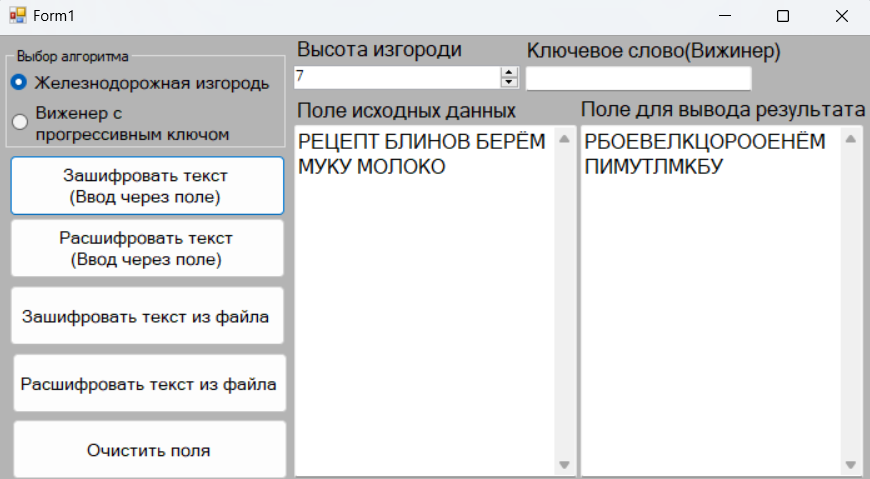 Form1
Выбор алгоритма
Железнодорожная изгородь
Виженер с
прогрессивным ключом
Зашифровать текст
(Ввод через поле)
Расшифровать текст
(Ввод через поле)
Зашифровать текст из файла
Расшифровать текст из файла
Очистить поля
Высота изгороди
7
Ключевое слово(Вижинер)
Поле исходных данных
РЕЦЕПТ БЛИНОВ БЕРЁМ
МУКУ МОЛОКО
Поле для вывода результата
РБОЕВЕЛКЦОРООЕНЁМ
ПИМУТЛМКБУ